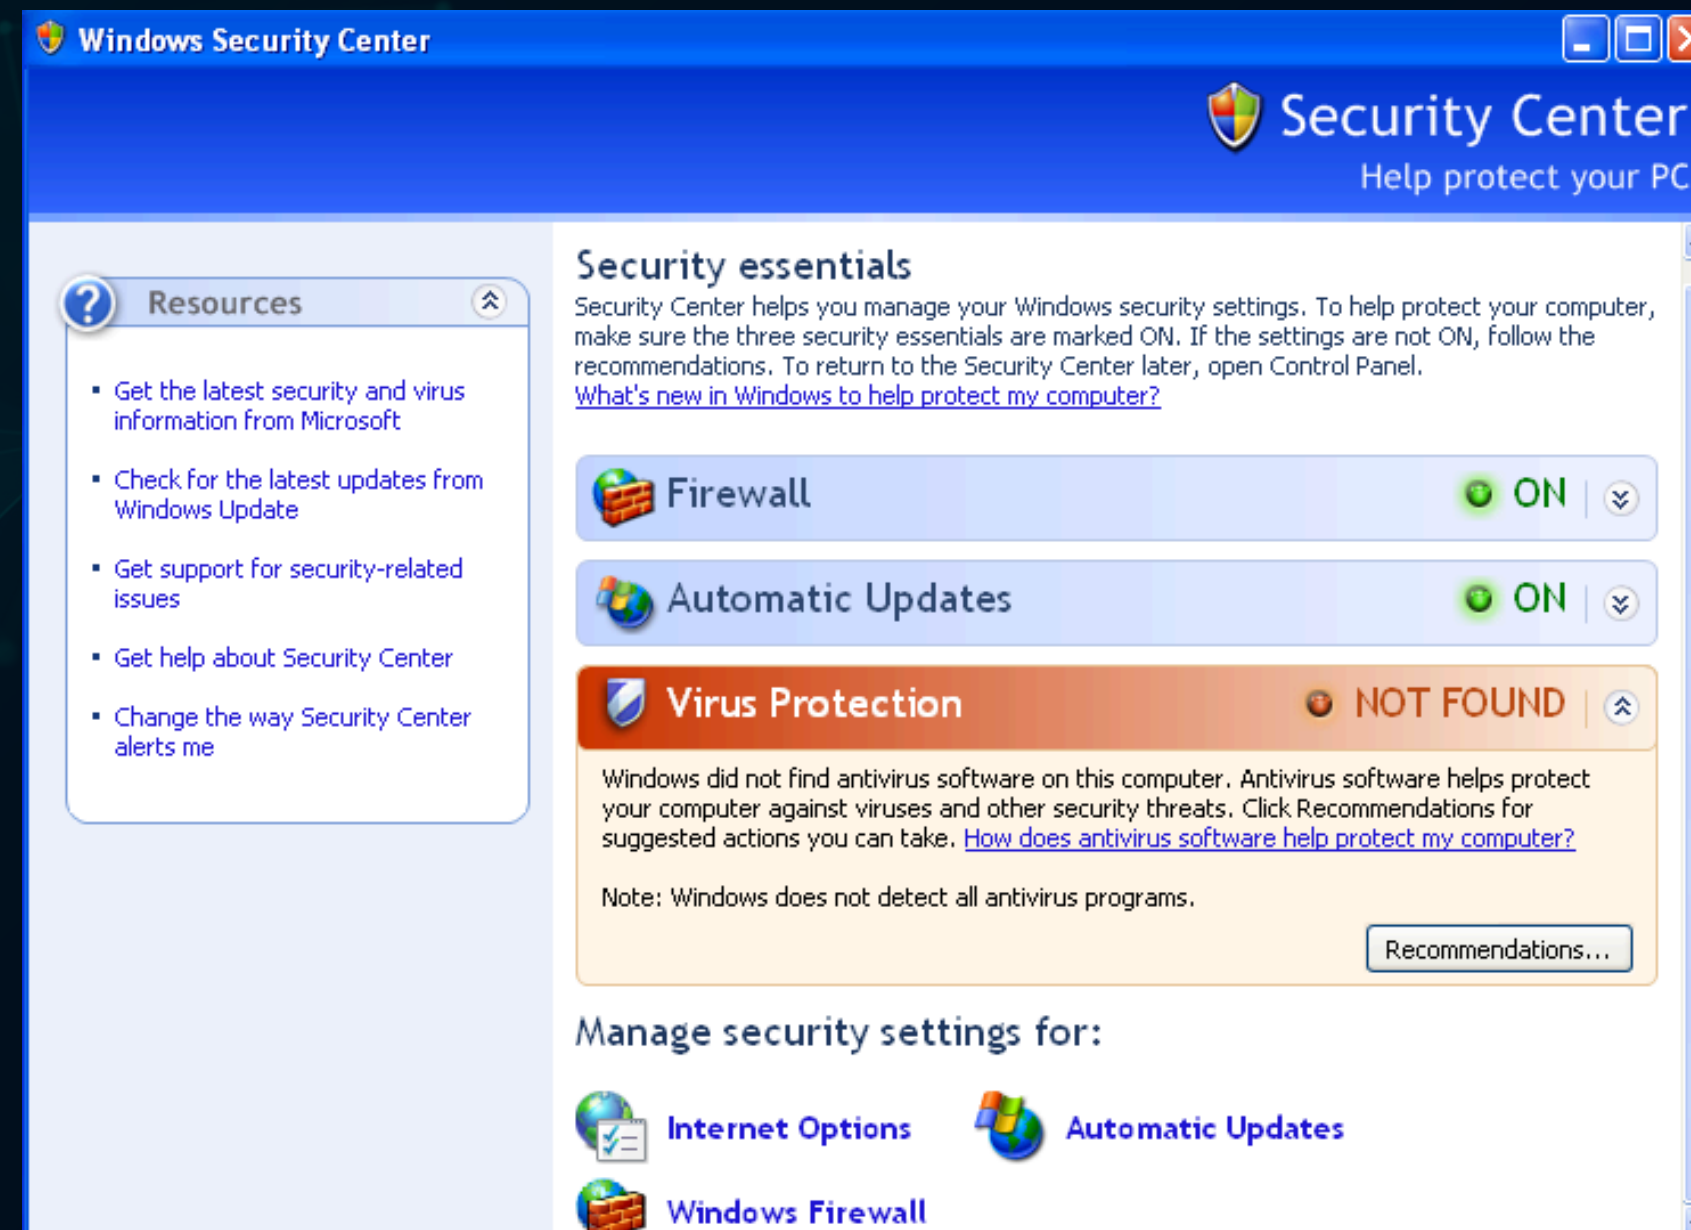 Windows Security Center
Security Center
Help protect your PC
Resources
Get the latest security and virus
information from Microsoft
Check for the latest updates from
Windows Update
Get support for security-related
issues
Get help about Security Center
Change the way Security Center
alerts me
Security essentials
Security Center helps you manage your Windows security settings. To help protect your computer,
make sure the three security essentials are marked ON. If the settings are not ON, follow the
recommendations. To return to the Security Center later, open Control Panel.
What's new in Windows to help protect my computer?
Firewall ON
Automatic Updates ON
Virus Protection NOT FOUND
Windows did not find antivirus software on this computer. Antivirus software helps protect
your computer against viruses and other security threats. Click Recommendations for
suggested actions you can take. How does antivirus software help protect my computer?
Note: Windows does not detect all antivirus programs.
Recommendations...
Manage security settings for:
Internet Options Automatic Updates
Windows Firewall